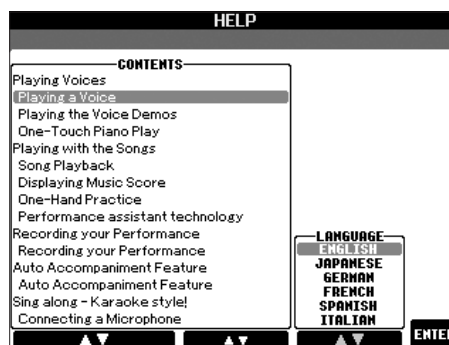 HELP
CONTENTS
Playing Voices
Playing a Voice
Playing the Voice Demos
One-Touch Piano Play
Playing with the Songs
Song Playback
Displaying Music Score
One-Hand Practice
Performance assistant technology
Recording your Performance
Recording your Performance
Auto Accompaniment Feature
Auto Accompaniment Feature
Sing along - Karaoke style!
Connecting a Microphone
LANGUAGE
ENGLISH
JAPANESE
GERMAN
FRENCH
SPANISH
ITALIAN
ENTE